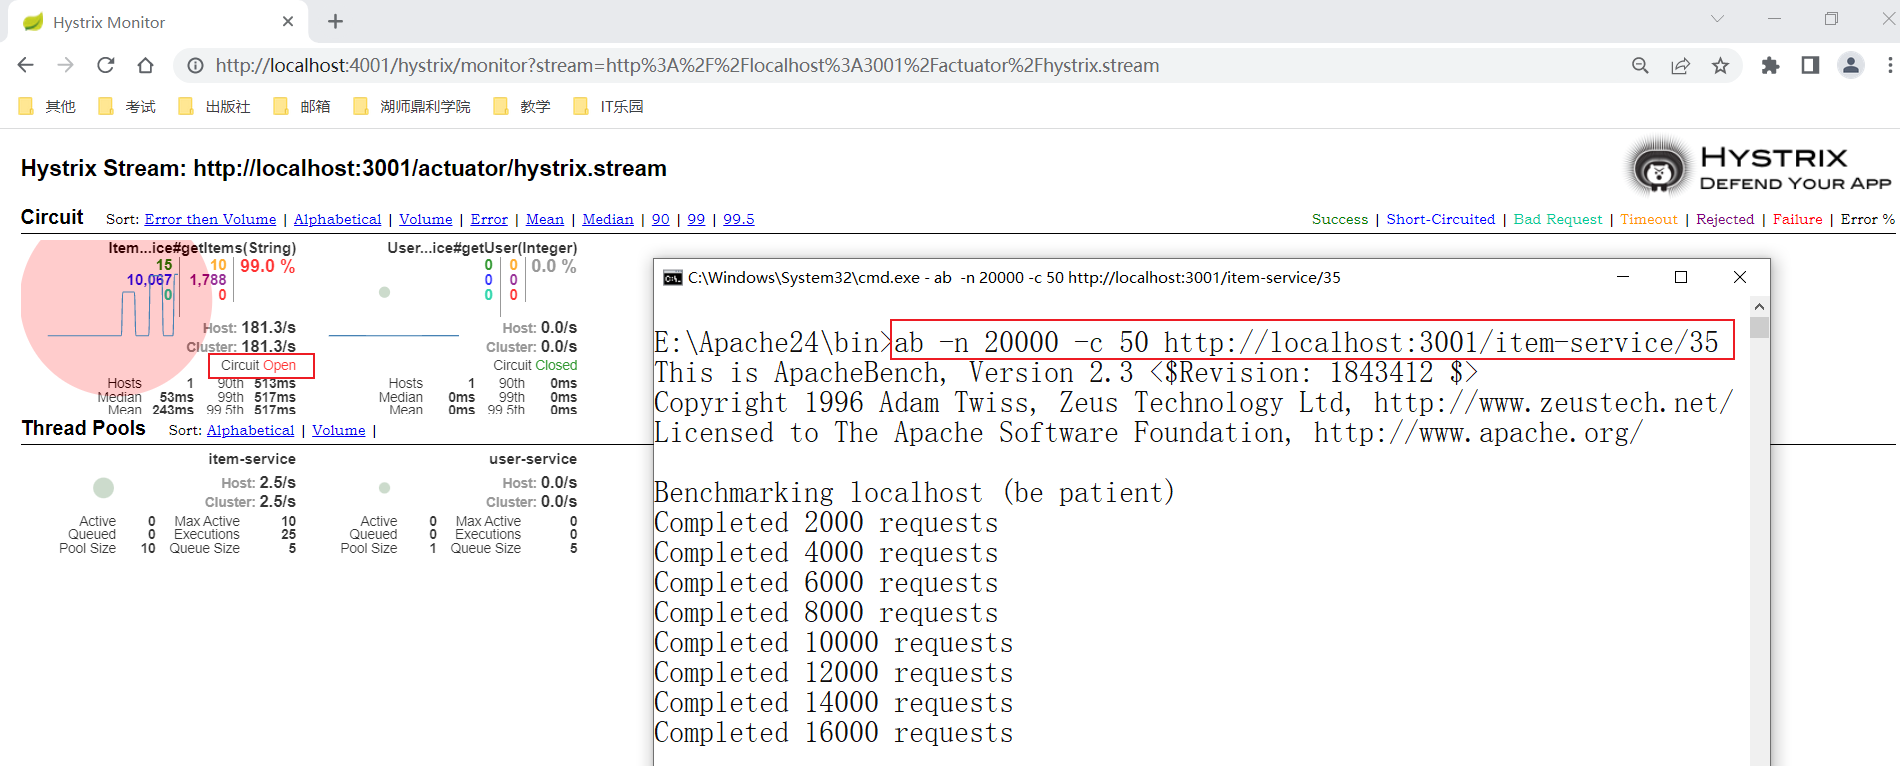 Hystrix Monitor
http://localhost:4001/hystrix/monitor?stream=http%3A%2F%2Flocalhost%3A3001%2Factuator%2Fhystrix.stream
其他 考试 出版社 邮箱 湖师鼎利学院 教学 IT乐园
Hystrix Stream: http://localhost:3001/actuator/hystrix.stream
HYSTRIX
DEFEND YOUR APP
Circuit Sort: Error then Volume | Alphabetical | Volume | Error | Mean | Median | 90 | 99 | 99.5
Success | Short-Circuited | Bad Request | Timeout | Rejected | Failure | Error %
Item...ice#getItems(String)
15 10 99.0 %
10,067 1,788
0 0
Host: 181.3/s
Cluster: 181.3/s
Circuit Open
Hosts 1 90th 513ms
Median 53ms 99th 517ms
Mean 243ms 99.5th 517ms
User...ice#getUser(Integer)
0 0 0.0 %
0 0
0 0
Host: 0.0/s
Cluster: 0.0/s
Circuit Closed
Hosts 1 90th 0ms
Median 0ms 99th 0ms
Mean 0ms 99.5th 0ms
Thread Pools Sort: Alphabetical | Volume |
item-service
Host: 2.5/s
Cluster: 2.5/s
Active 0 Max Active 10
Queued 0 Executions 25
Pool Size 10 Queue Size 5
user-service
Host: 0.0/s
Cluster: 0.0/s
Active 0 Max Active 0
Queued 0 Executions 0
Pool Size 1 Queue Size 5
C:\Windows\System32\cmd.exe - ab  -n 20000 -c 50 http://localhost:3001/item-service/35
E:\Apache24\bin>ab -n 20000 -c 50 http://localhost:3001/item-service/35
This is ApacheBench, Version 2.3 <$Revision: 1843412 $>
Copyright 1996 Adam Twiss, Zeus Technology Ltd, http://www.zeustech.net/
Licensed to The Apache Software Foundation, http://www.apache.org/
Benchmarking localhost (be patient)
Completed 2000 requests
Completed 4000 requests
Completed 6000 requests
Completed 8000 requests
Completed 10000 requests
Completed 12000 requests
Completed 14000 requests
Completed 16000 requests